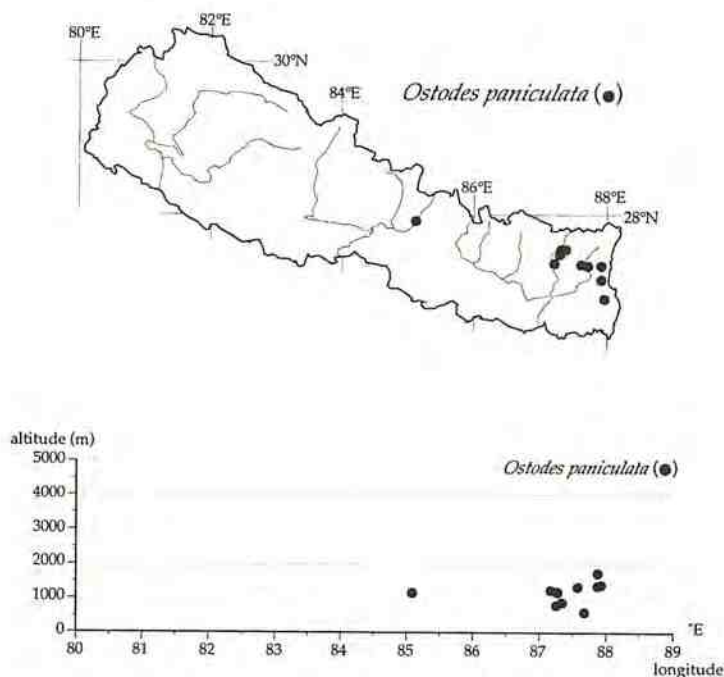 82°E
80°E
30°N
84°E
Ostodes paniculata (●)
86°E
88°E
28°N
altitude (m)
5000
Ostodes paniculata (●)
4000
3000
2000
1000
0
°E
80 81 82 83 84 85 86 87 88 89
longitude